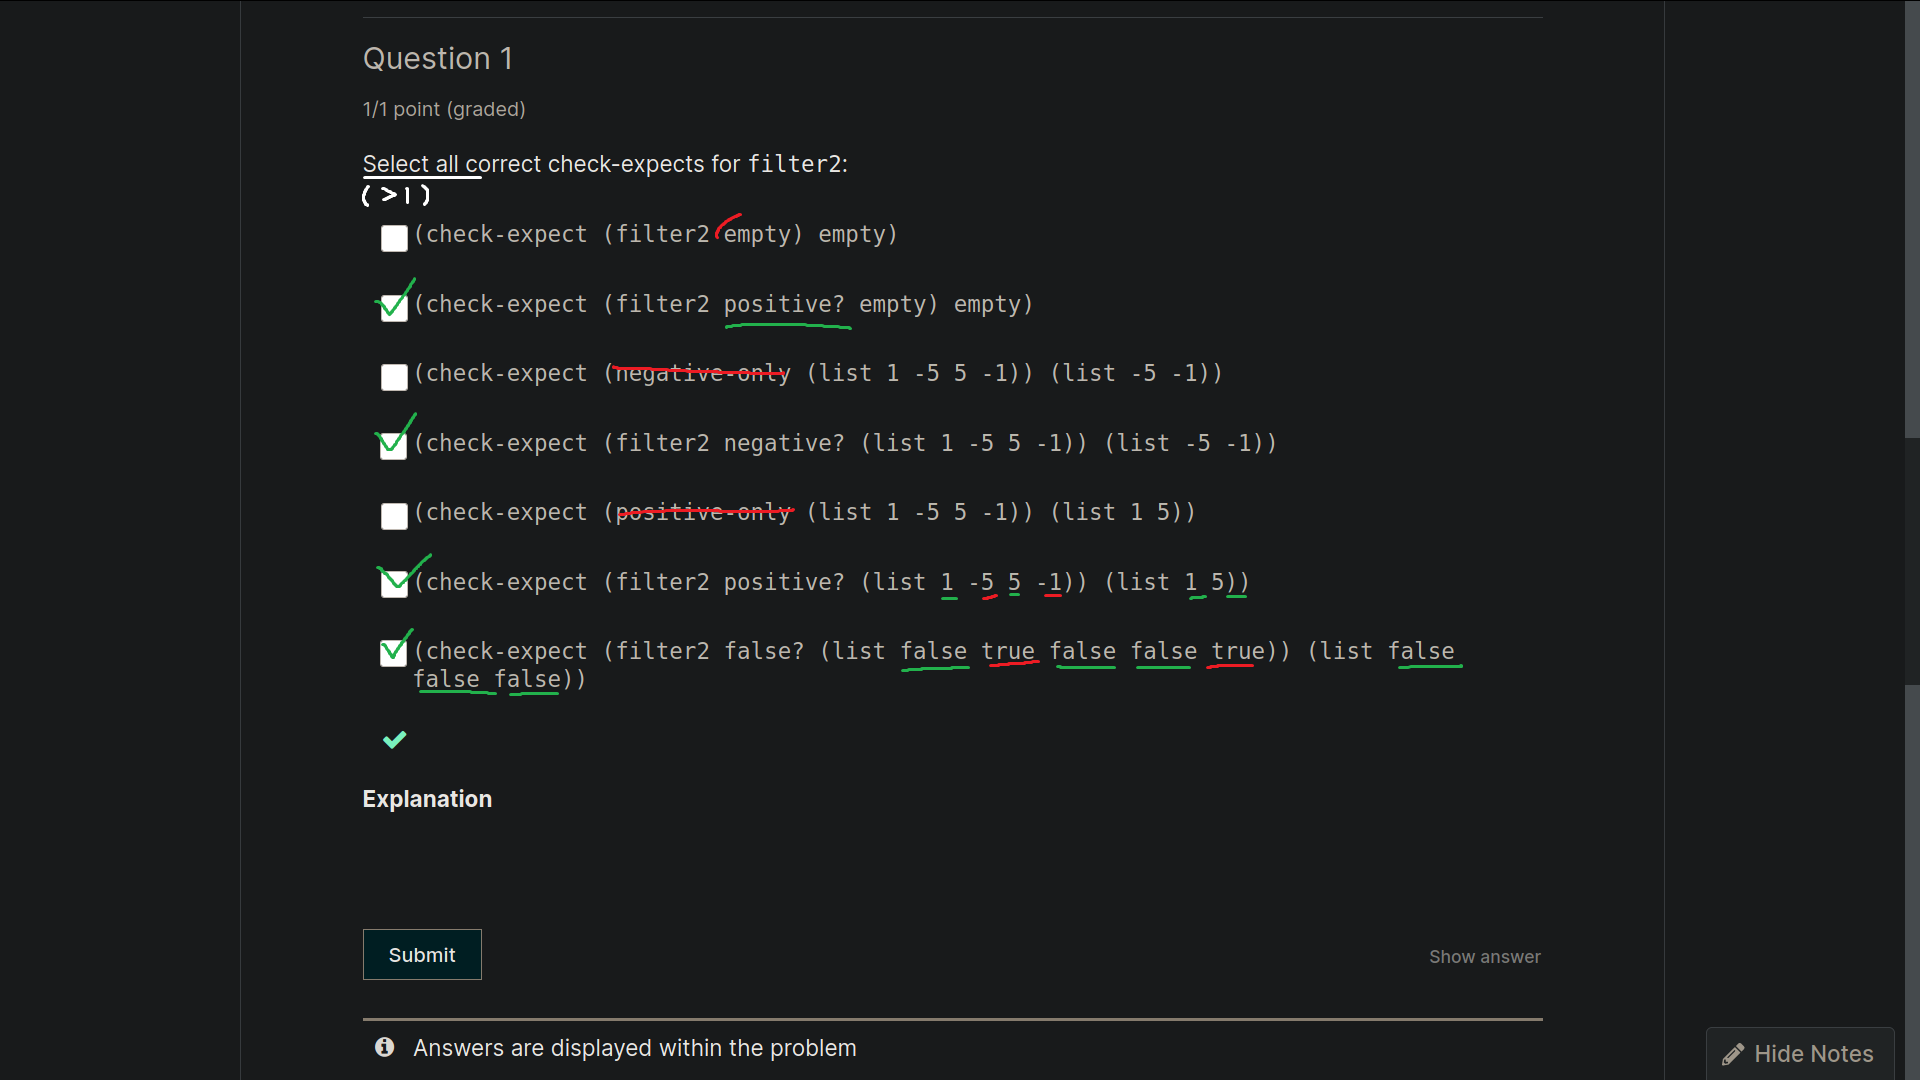 Question 1
1/1 point (graded)
Select all correct check-expects for filter2:
( >1 )
(check-expect (filter2 empty) empty)
(check-expect (filter2 positive? empty) empty)
(check-expect (negative-only (list 1 -5 5 -1)) (list -5 -1))
(check-expect (filter2 negative? (list 1 -5 5 -1)) (list -5 -1))
(check-expect (positive-only (list 1 -5 5 -1)) (list 1 5))
(check-expect (filter2 positive? (list 1 -5 5 -1)) (list 1 5))
(check-expect (filter2 false? (list false true false false true)) (list false
false false))
Explanation
Submit
Show answer
Answers are displayed within the problem
Hide Notes